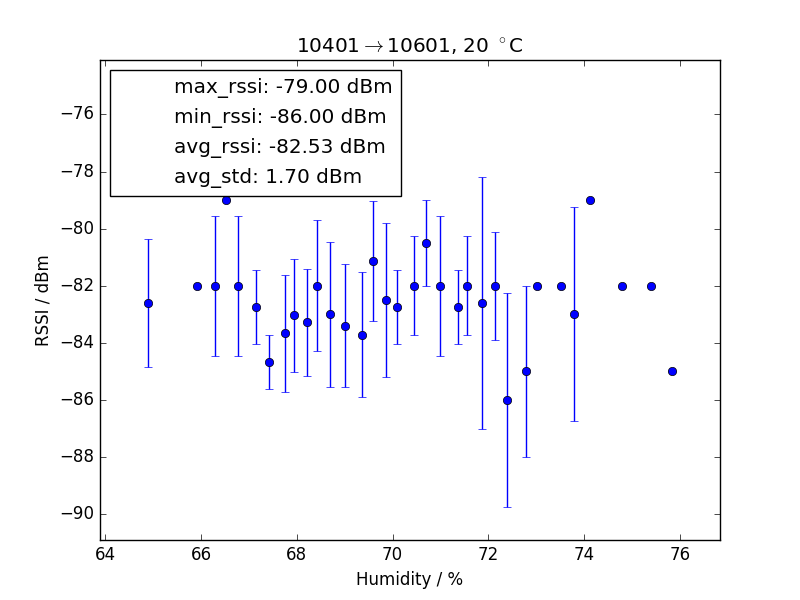 10401→10601, 20 °C
max_rssi: -79.00 dBm
min_rssi: -86.00 dBm
avg_rssi: -82.53 dBm
avg_std: 1.70 dBm
RSSI / dBm
−76
−78
−80
−82
−84
−86
−88
−90
64 66 68 70 72 74 76
Humidity / %